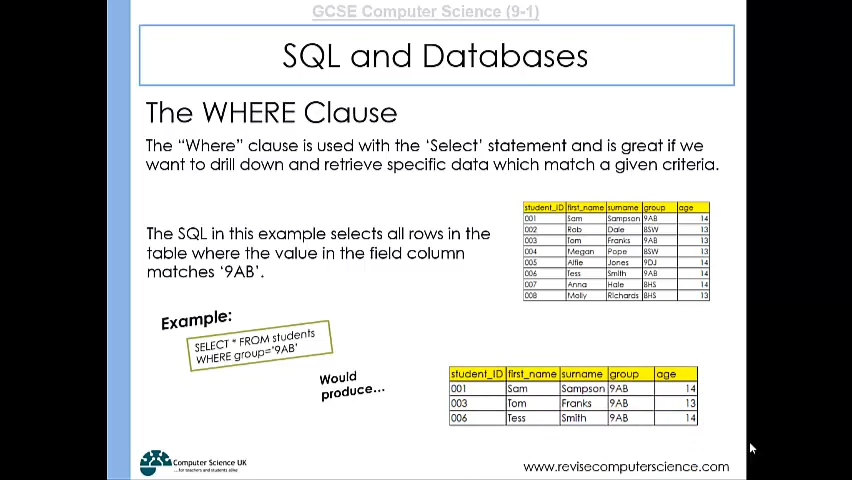 GCSE Computer Science (9-1)
SQL and Databases
The WHERE Clause
The “Where” clause is used with the ‘Select’ statement and is great if we
want to drill down and retrieve specific data which match a given criteria.
The SQL in this example selects all rows in the
table where the value in the field column
matches ‘9AB’.
student_ID first_name surname group age
001 Sam Sampson 9AB 14
002 Rob Dale 8SW 13
003 Tom Franks 9AB 13
004 Megan Pope 8SW 13
005 Alfie Jones 9DJ 14
006 Tess Smith 9AB 14
007 Anna Hale 8HS 14
008 Molly Richards 8HS 13
Example:
SELECT * FROM students
WHERE group=‘9AB’
Would
produce...
student_ID first_name surname group age
001 Sam Sampson 9AB 14
003 Tom Franks 9AB 13
006 Tess Smith 9AB 14
Computer Science UK
...for teachers and students alike
www.revisecomputerscience.com